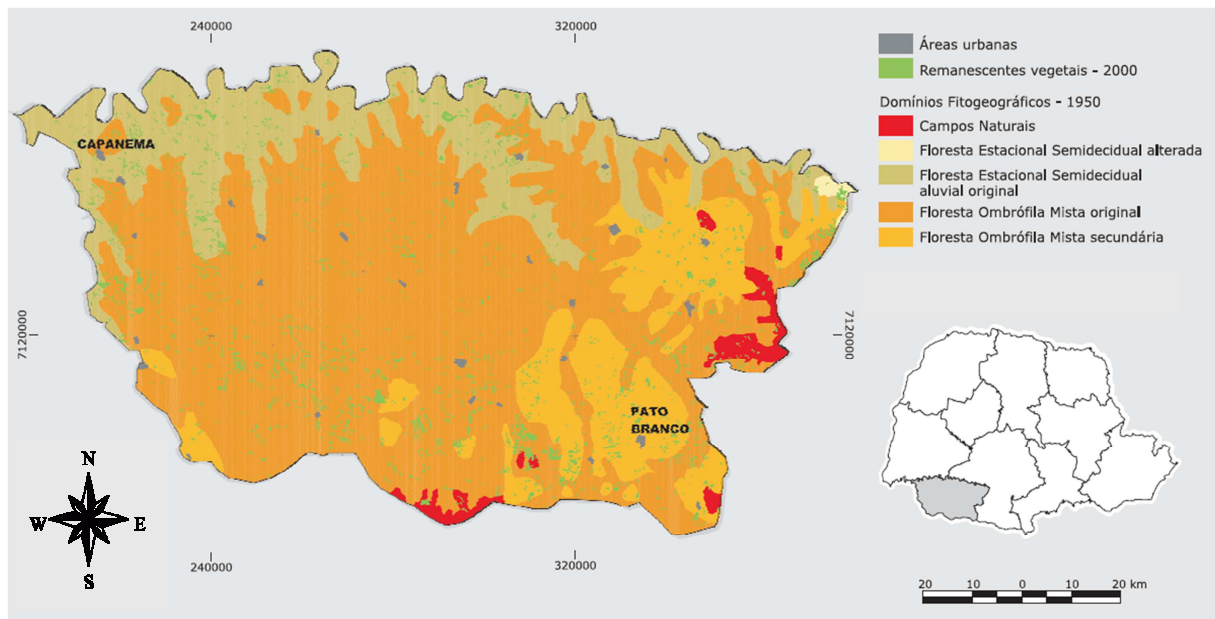 240000
320000
Áreas urbanas
Remanescentes vegetais - 2000
Domínios Fitogeográficos - 1950
Campos Naturais
Floresta Estacional Semidecidual alterada
Floresta Estacional Semidecidual
aluvial original
Floresta Ombrófila Mista original
Floresta Ombrófila Mista secundária
CAPANEMA
7120000
7120000
PATO
BRANCO
N
W
E
S
240000
320000
20 10 0 10 20 km